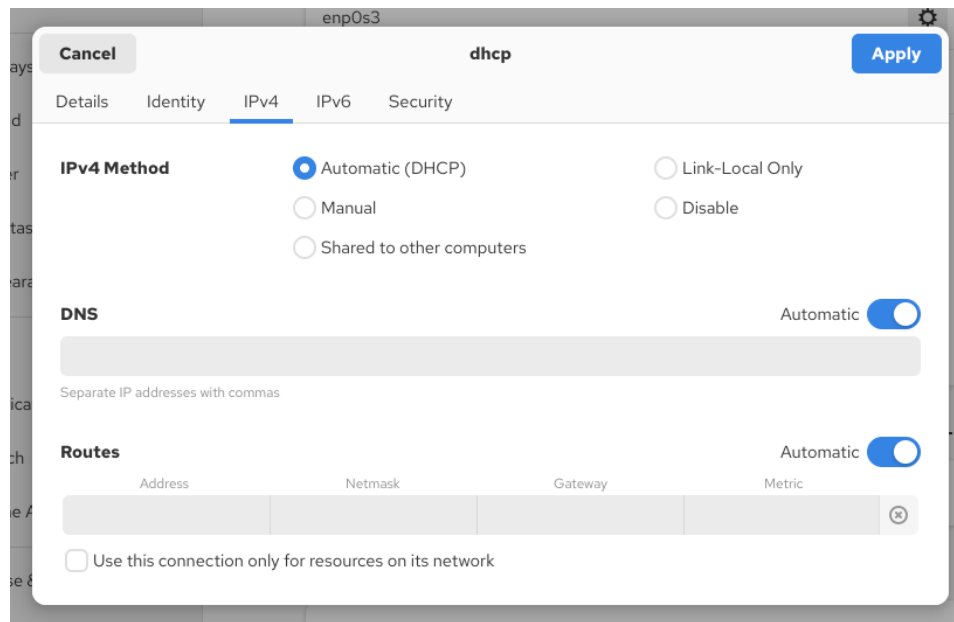 enp0s3
Cancel dhcp Apply
Details Identity IPv4 IPv6 Security
IPv4 Method Automatic (DHCP) Link-Local Only
Manual Disable
Shared to other computers
DNS Automatic
Separate IP addresses with commas
Routes Automatic
Address Netmask Gateway Metric
Use this connection only for resources on its network